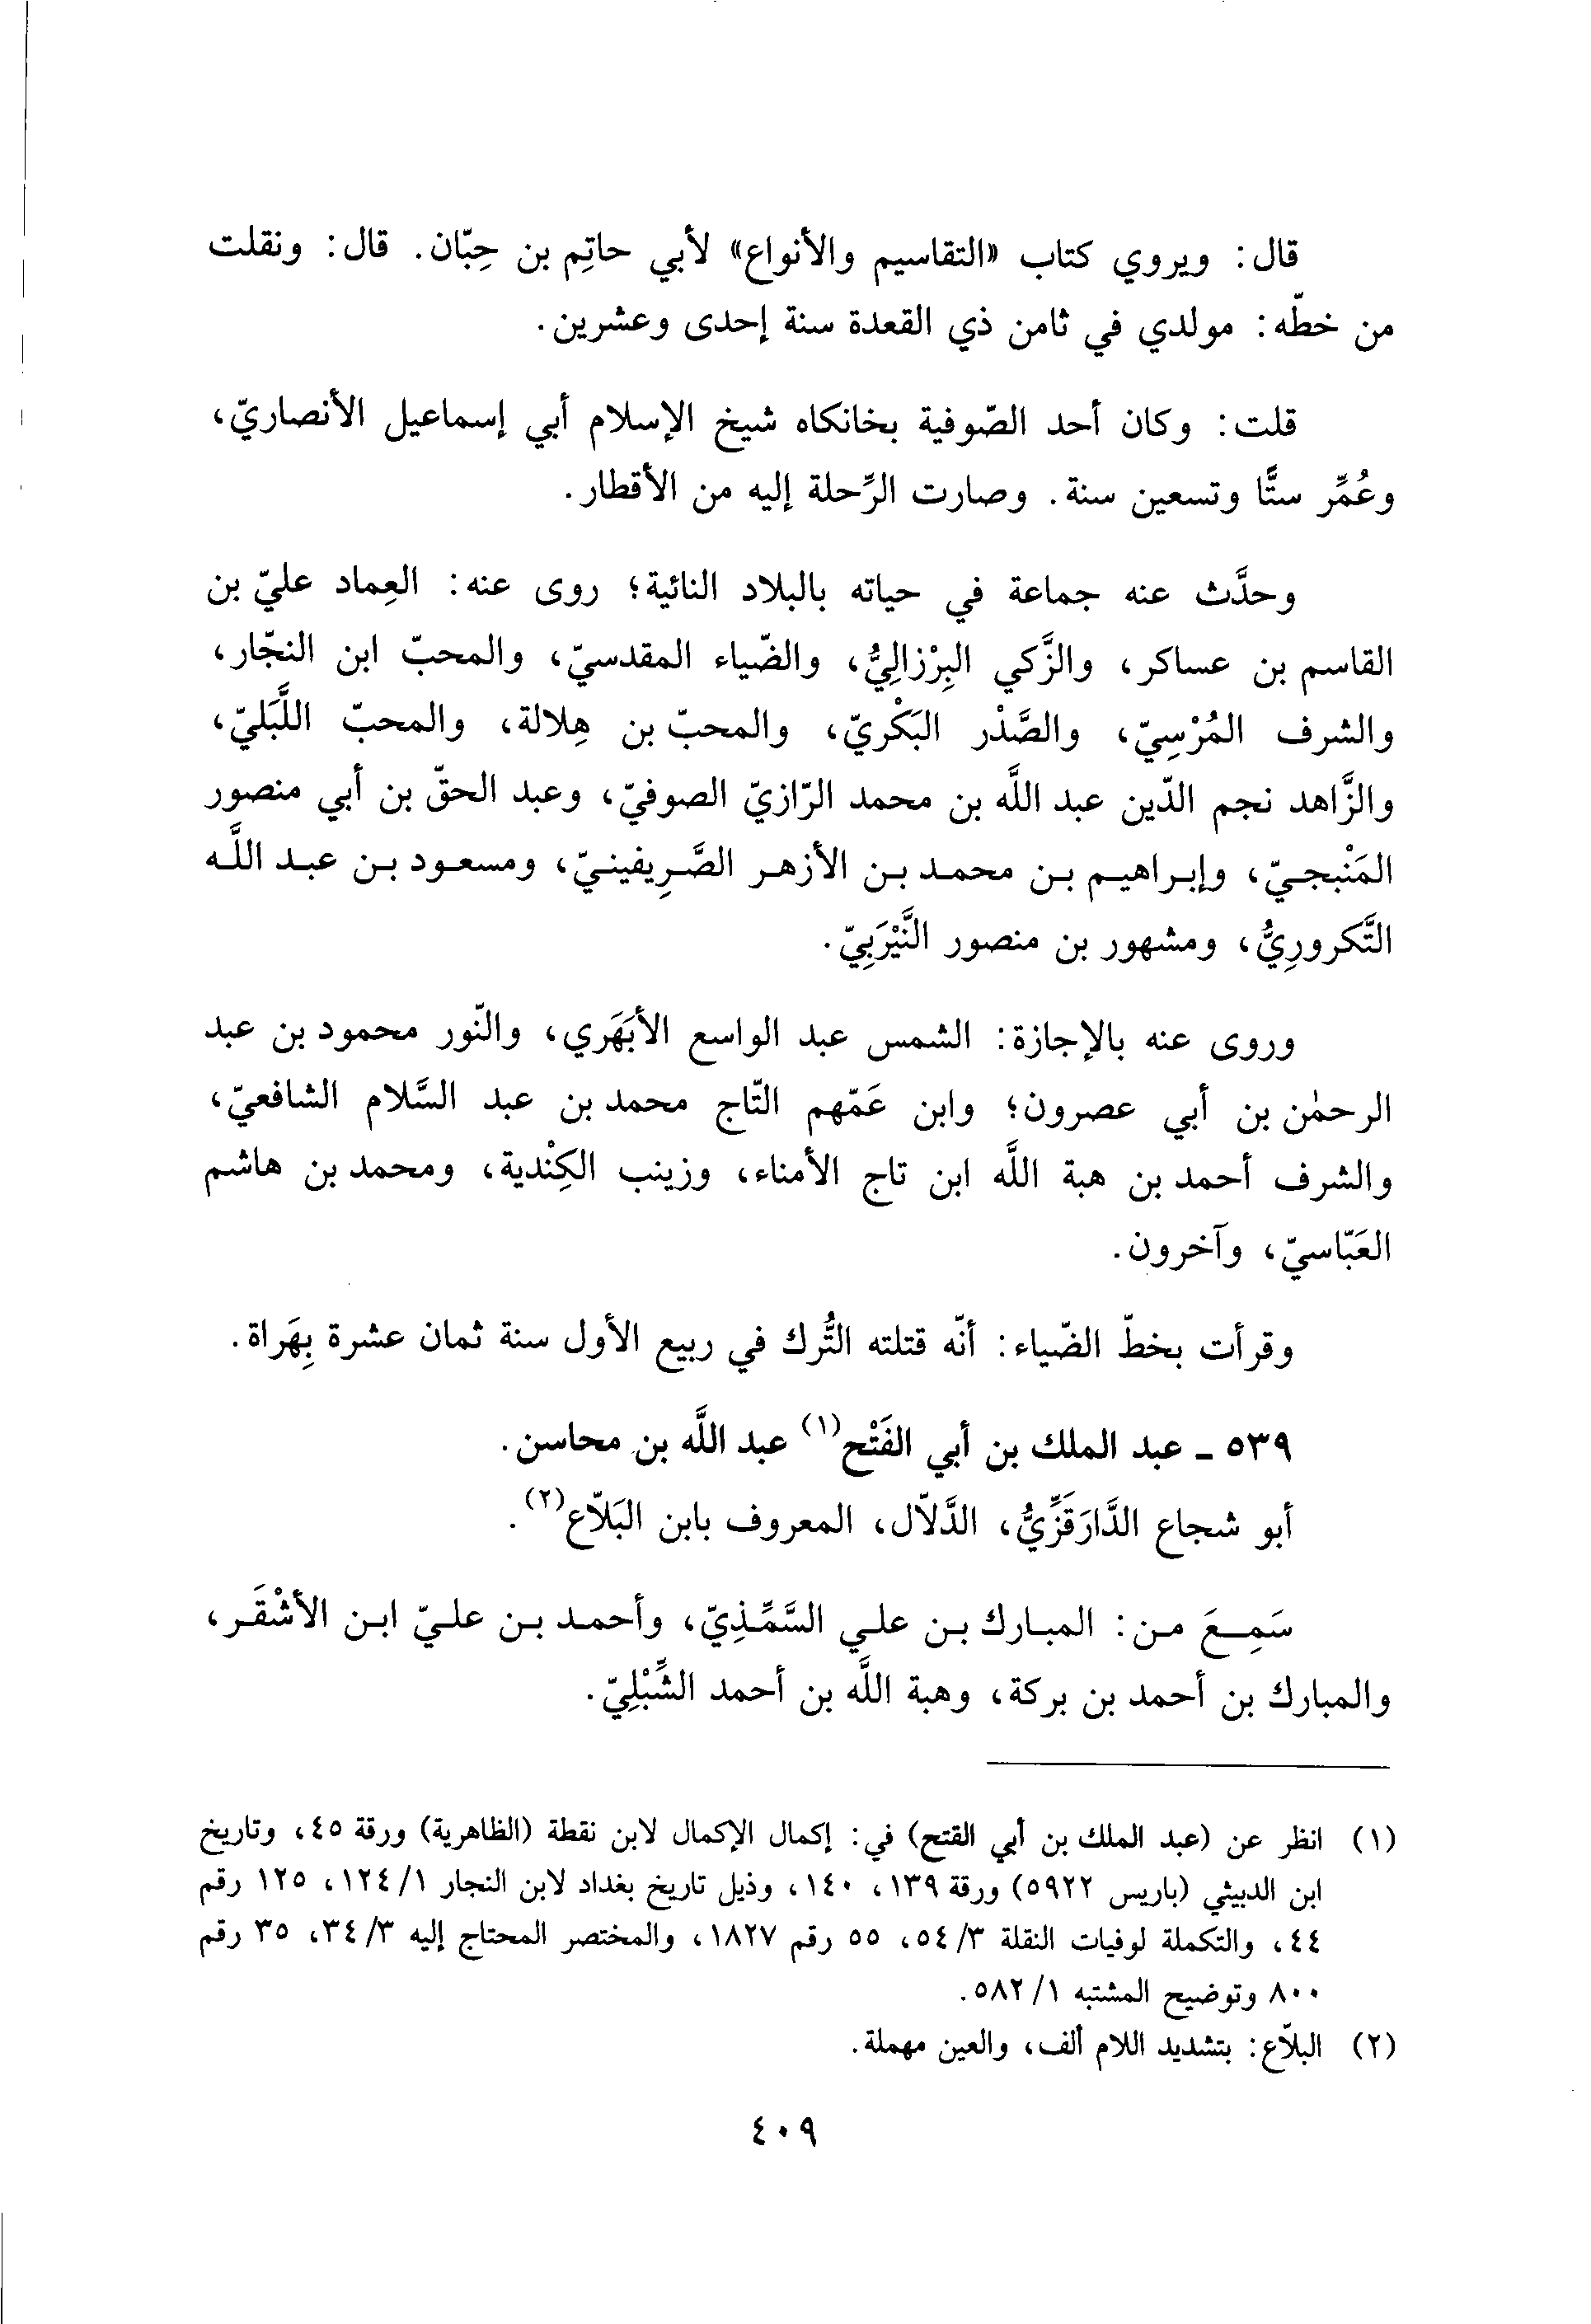 قال: ويروي كتاب «التقاسيم والأنواع» لأبي حاتِم بن حِبّان. قال: ونقلت
من خطّه: مولدي في ثامن ذي القعدة سنة إحدى وعشرين.
قلت: وكان أحد الصّوفية بخانكاه شيخ الإسلام أبي إسماعيل الأنصاريّ،
وعُمِّر ستًّا وتسعين سنة. وصارت الرِّحلة إليه من الأقطار.
وحدَّث عنه جماعة في حياته بالبلاد النائية؛ روى عنه: العِماد عليّ بن
القاسم بن عساكر، والزَّكي البِرْزالِيُّ، والضّياء المقدسيّ، والمحبّ ابن النجّار،
والشرف المُرْسِيّ، والصَّدْر البَكْريّ، والمحبّ بن هِلالة، والمحبّ اللَّبَليّ،
والزَّاهد نجم الدّين عبد اللَّه بن محمد الرّازيّ الصوفيّ، وعبد الحقّ بن أبي منصور
المَنْبجيّ، وإبراهيم بن محمد بن الأزهر الصَّرِيفينيّ، ومسعود بن عبد اللَّه
التَّكرورِيُّ، ومشهور بن منصور النَّيْرَبِيّ.
وروى عنه بالإجازة: الشمس عبد الواسع الأبَهَري، والنّور محمود بن عبد
الرحمٰن بن أبي عصرون؛ وابن عَمّهم التّاج محمد بن عبد السَّلام الشافعيّ،
والشرف أحمد بن هبة اللَّه ابن تاج الأمناء، وزينب الكِنْدية، ومحمد بن هاشم
العَبّاسيّ، وآخرون.
وقرأت بخطّ الضّياء: أنّه قتلته التُّرك في ربيع الأول سنة ثمان عشرة بِهَراة.
٥٣٩ ـ عبد الملك بن أبي الفَتْح(١) عبد اللَّه بن محاسن.
أبو شجاع الدَّارَقَزِّيُّ، الدَّلاّل، المعروف بابن البَلاّع(٢).
سَمِعَ من: المبارك بن علي السَّمِّذِيّ، وأحمد بن عليّ ابن الأشْقَر،
والمبارك بن أحمد بن بركة، وهبة اللَّه بن أحمد الشِّبْلِيّ.
(١) انظر عن (عبد الملك بن أبي الفتح) في: إكمال الإكمال لابن نقطة (الظاهرية) ورقة ٤٥، وتاريخ
ابن الدبيثي (باريس ٥٩٢٢) ورقة ١٣٩، ١٤٠، وذيل تاريخ بغداد لابن النجار ١/ ١٢٤، ١٢٥ رقم
٤٤، والتكملة لوفيات النقلة ٣/ ٥٤، ٥٥ رقم ١٨٢٧، والمختصر المحتاج إليه ٣/ ٣٤، ٣٥ رقم
٨٠٠ وتوضيح المشتبه ١/ ٥٨٢.
(٢) البلاّع: بتشديد اللام ألف، والعين مهملة.
٤٠٩